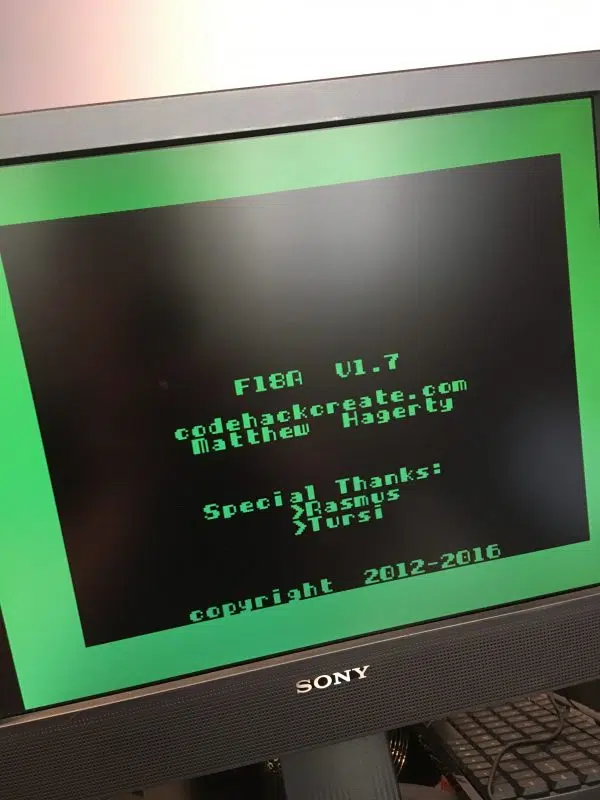 F18A V1.7
codehackcreate.com
Matthew Hagerty
Special Thanks:
>Rasmus
>Tursi
copyright 2012-2016
SONY